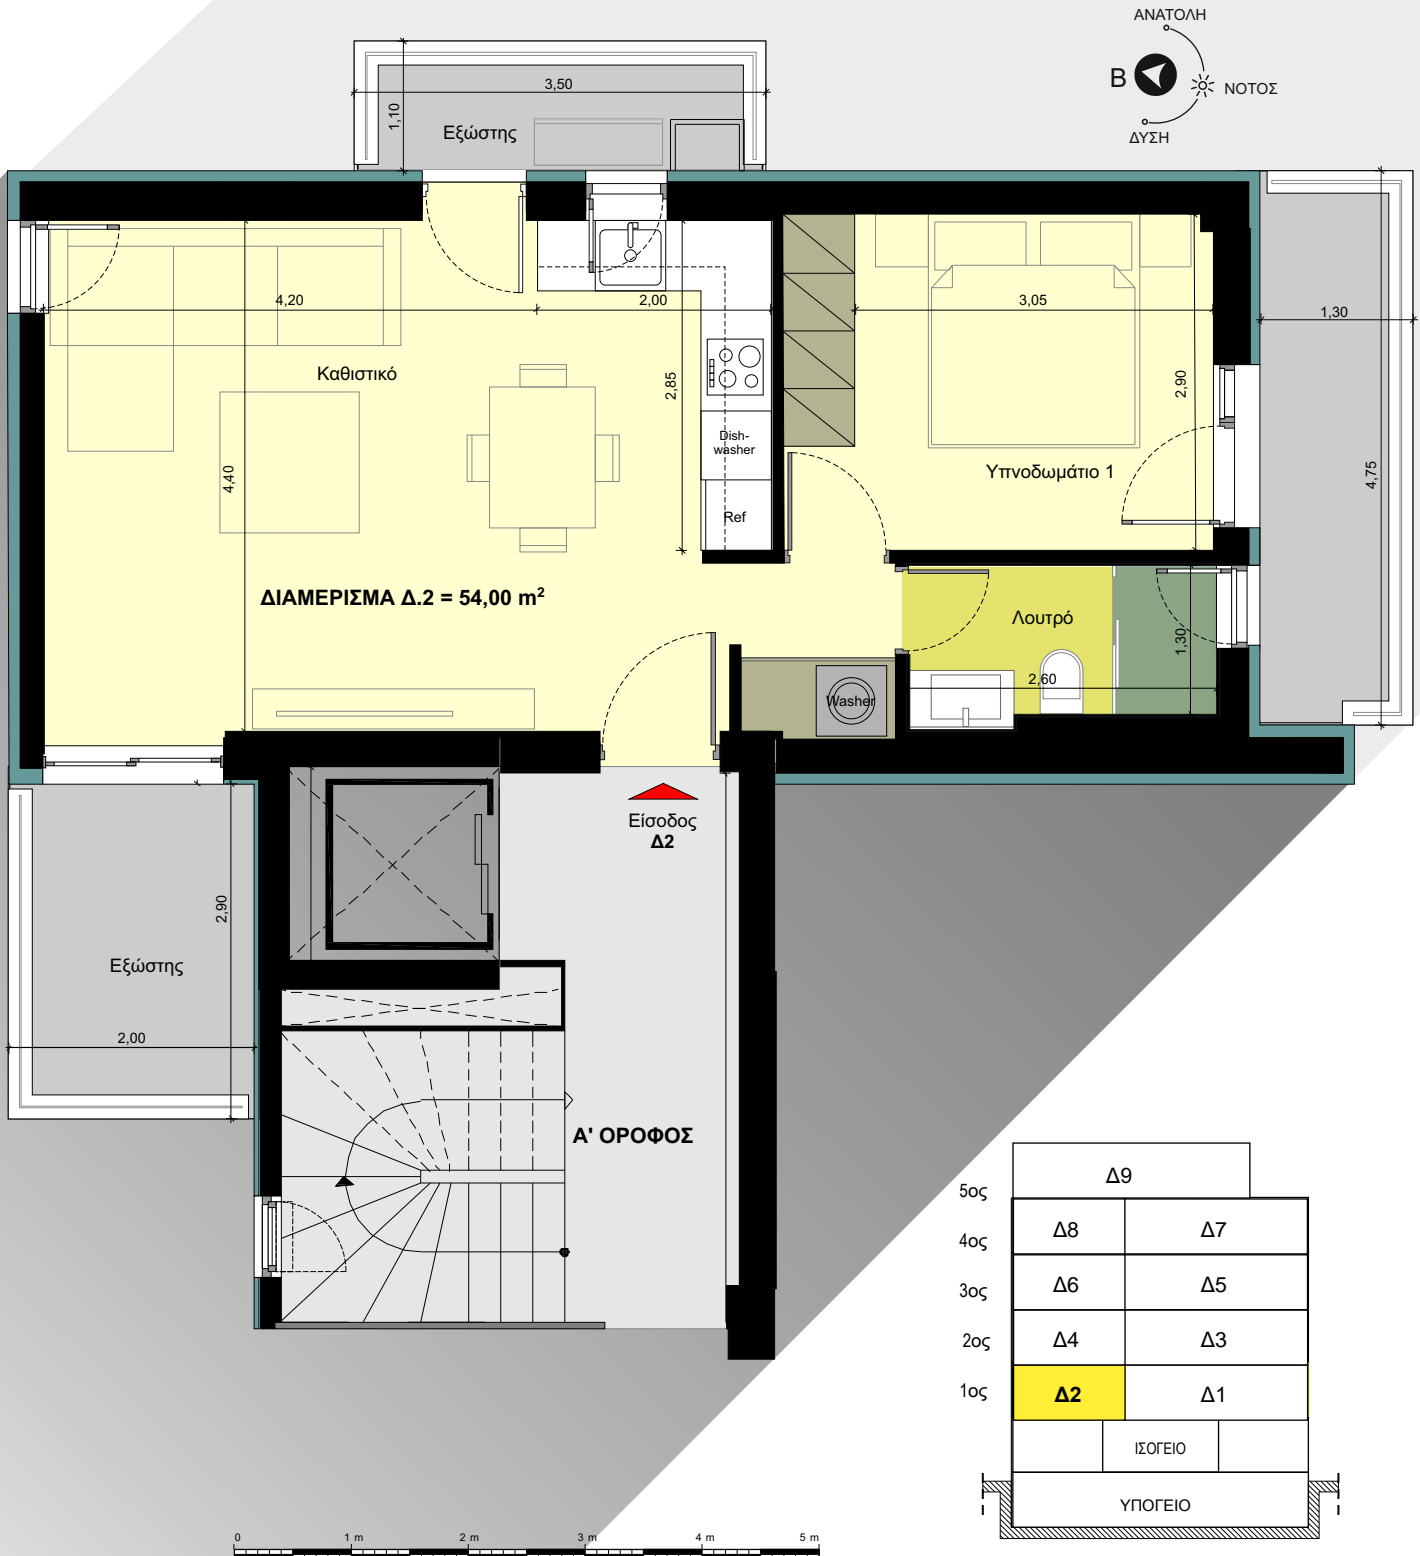 ΑΝΑΤΟΛΗ
Β
ΝΟΤΟΣ
ΔΥΣΗ
3,50
1,10
Εξώστης
4,20
2,00
3,05
1,30
Καθιστικό
2,85
2,90
Dish-
washer
Υπνοδωμάτιο 1
4,40
4,75
Ref
ΔΙΑΜΕΡΙΣΜΑ Δ.2 = 54,00 m²
Λουτρό
1,30
2,60
Washer
Είσοδος
Δ2
2,90
Εξώστης
2,00
Α' ΟΡΟΦΟΣ
Δ9
5ος
Δ8
Δ7
4ος
Δ6
Δ5
3ος
Δ4
Δ3
2ος
Δ2
Δ1
1ος
ΙΣΟΓΕΙΟ
ΥΠΟΓΕΙΟ
0 1 m 2 m 3 m 4 m 5 m